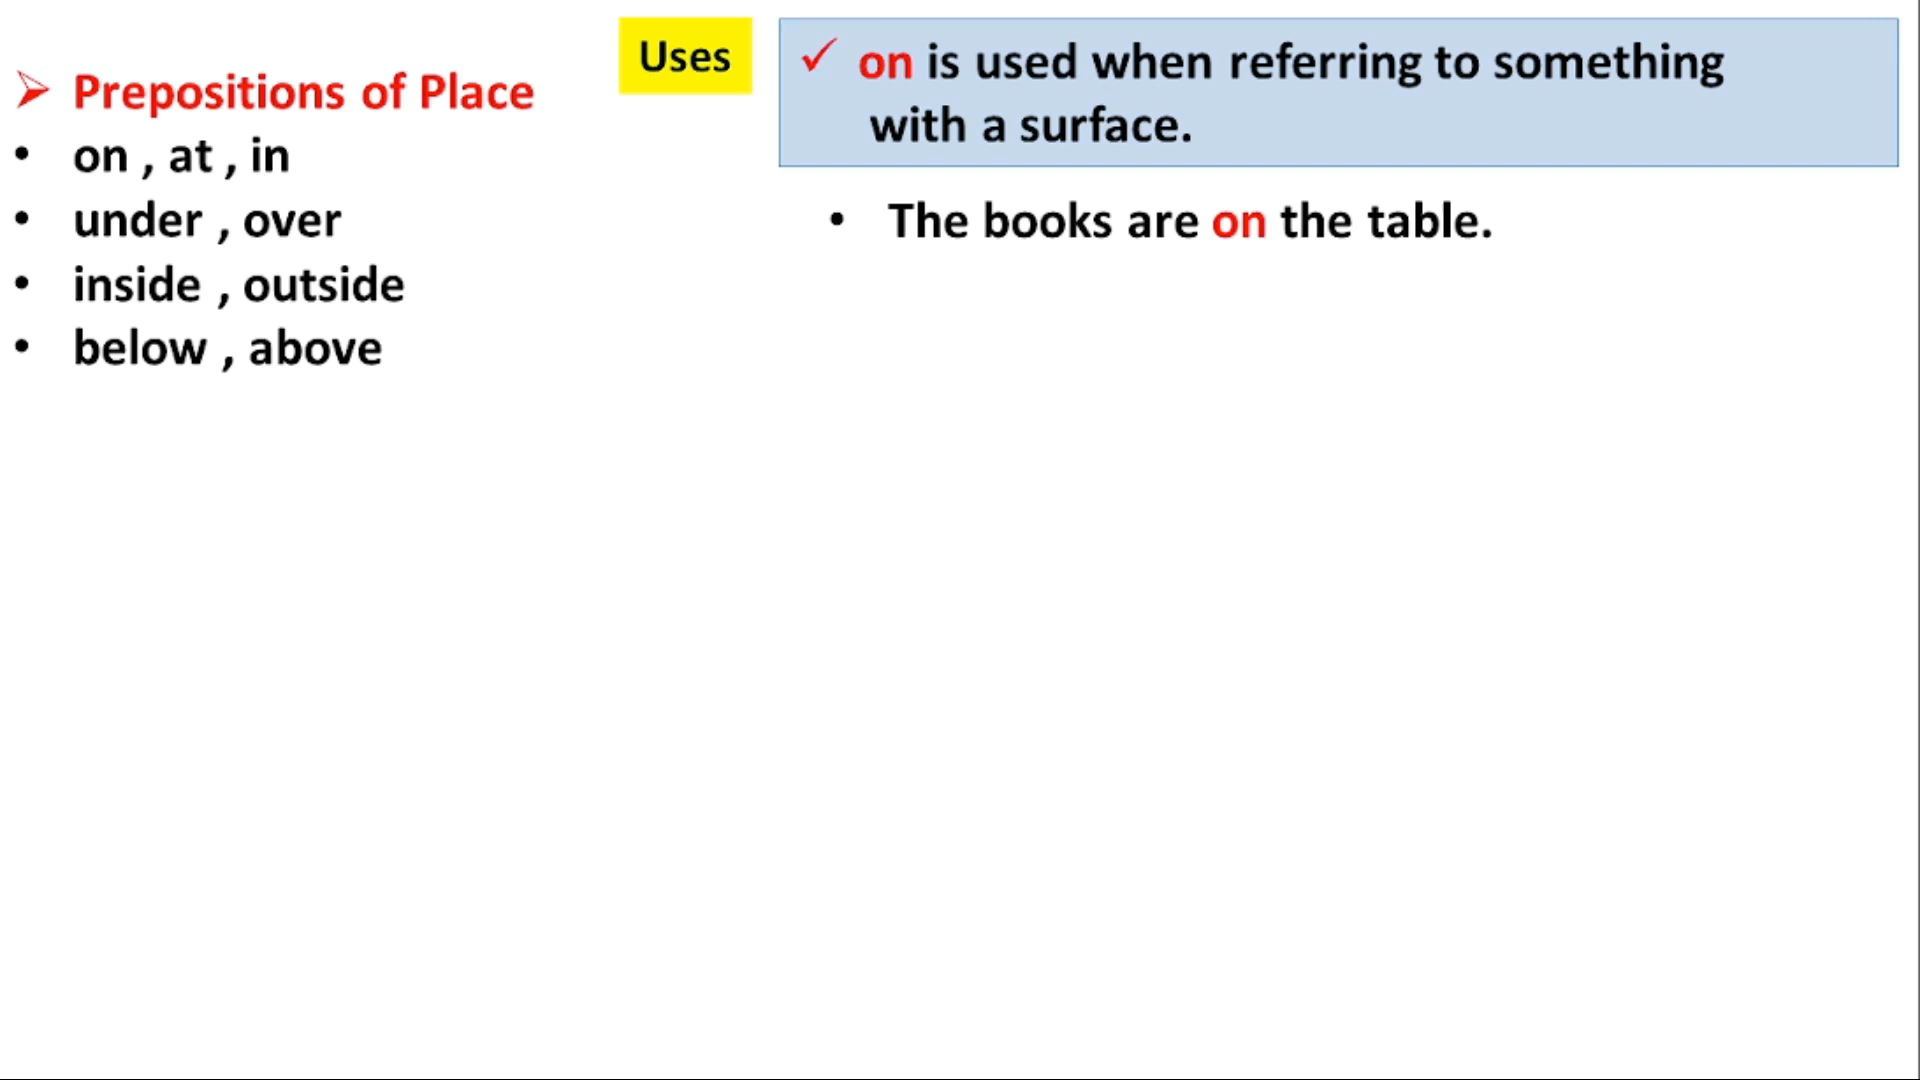 ➢ Prepositions of Place
• on , at , in
• under , over
• inside , outside
• below , above
Uses
✓ on is used when referring to something
with a surface.
• The books are on the table.